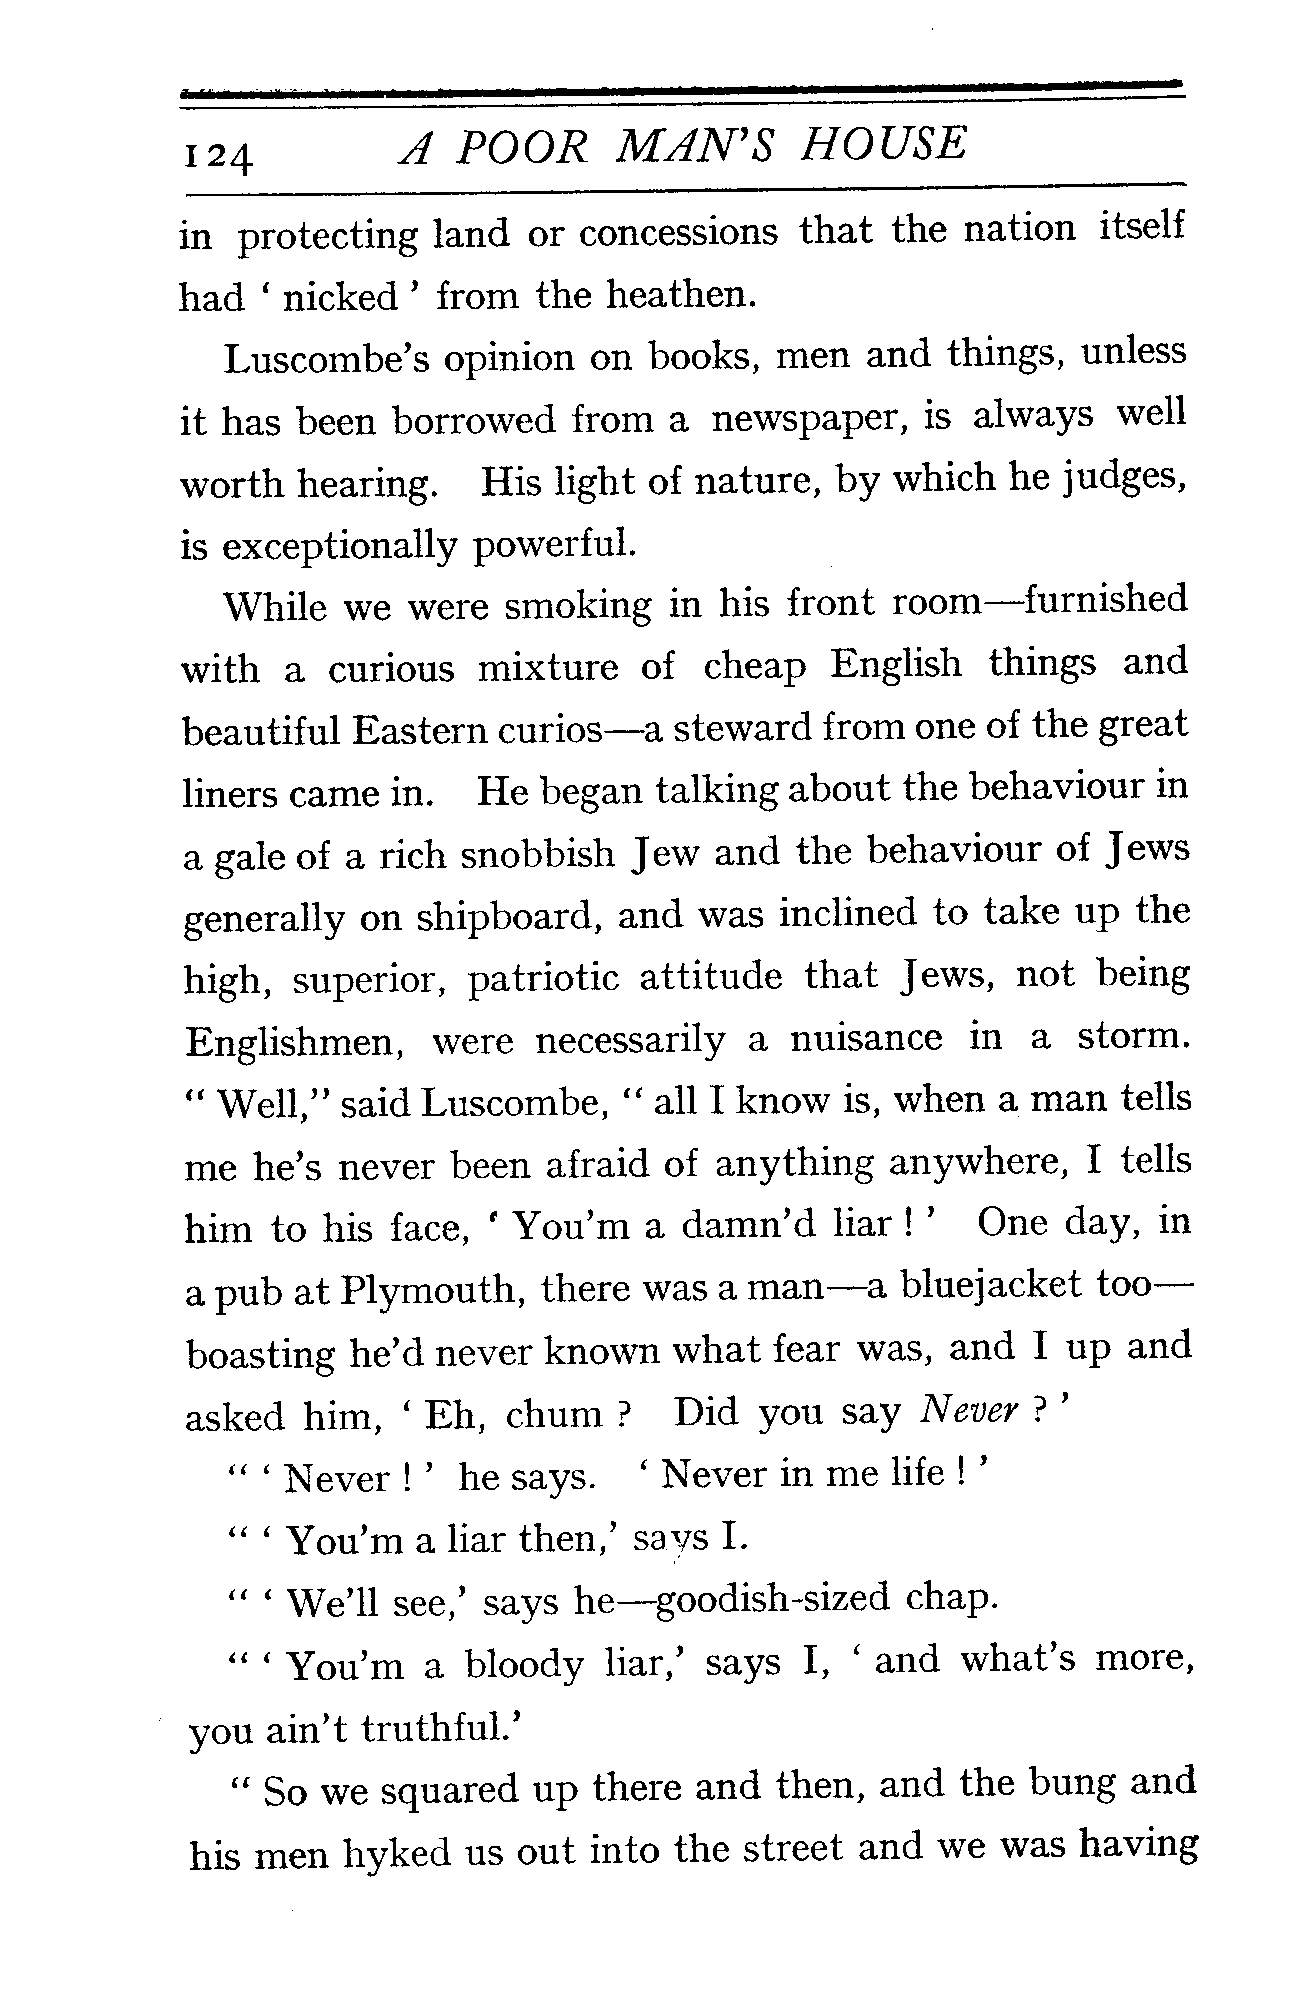 124 A POOR MAN'S HOUSE
in protecting land or concessions that the nation itself
had ‘ nicked ’ from the heathen.
Luscombe's opinion on books, men and things, unless
it has been borrowed from a newspaper, is always well
worth hearing. His light of nature, by which he judges,
is exceptionally powerful.
While we were smoking in his front room—furnished
with a curious mixture of cheap English things and
beautiful Eastern curios—a steward from one of the great
liners came in. He began talking about the behaviour in
a gale of a rich snobbish Jew and the behaviour of Jews
generally on shipboard, and was inclined to take up the
high, superior, patriotic attitude that Jews, not being
Englishmen, were necessarily a nuisance in a storm.
“ Well,” said Luscombe, “ all I know is, when a man tells
me he's never been afraid of anything anywhere, I tells
him to his face, ‘ You'm a damn'd liar ! ’ One day, in
a pub at Plymouth, there was a man—a bluejacket too—
boasting he'd never known what fear was, and I up and
asked him, ‘ Eh, chum ? Did you say Never ? ’
“ ‘ Never ! ’ he says. ‘ Never in me life ! ’
“ ‘ You'm a liar then,’ says I.
“ ‘ We'll see,’ says he—goodish-sized chap.
“ ‘ You'm a bloody liar,’ says I, ‘ and what's more,
you ain't truthful.’
“ So we squared up there and then, and the bung and
his men hyked us out into the street and we was having